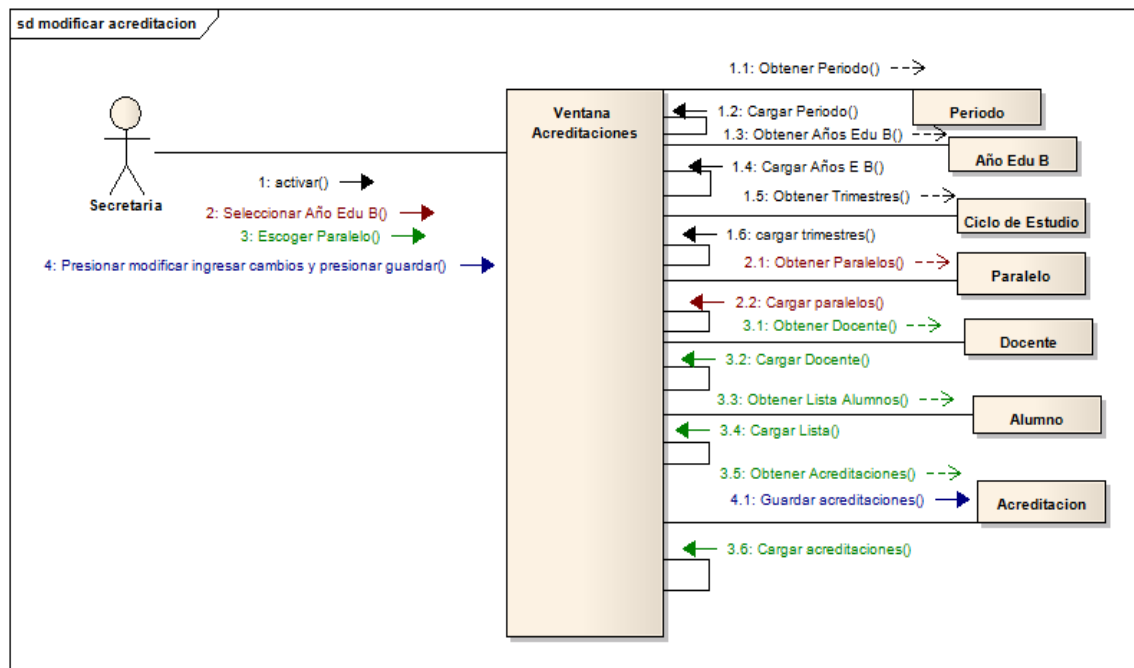 sd modificar acreditacion
1.1: Obtener Periodo()
Ventana
Acreditaciones
1.2: Cargar Periodo()
Periodo
1.3: Obtener Años Edu B()
Año Edu B
1.4: Cargar Años E B()
1: activar()
1.5: Obtener Trimestres()
Secretaria
2: Seleccionar Año Edu B()
Ciclo de Estudio
3: Escoger Paralelo()
1.6: cargar trimestres()
4: Presionar modificar ingresar cambios y presionar guardar()
2.1: Obtener Paralelos()
Paralelo
2.2: Cargar paralelos()
3.1: Obtener Docente()
Docente
3.2: Cargar Docente()
3.3: Obtener Lista Alumnos()
Alumno
3.4: Cargar Lista()
3.5: Obtener Acreditaciones()
4.1: Guardar acreditaciones()
Acreditacion
3.6: Cargar acreditaciones()